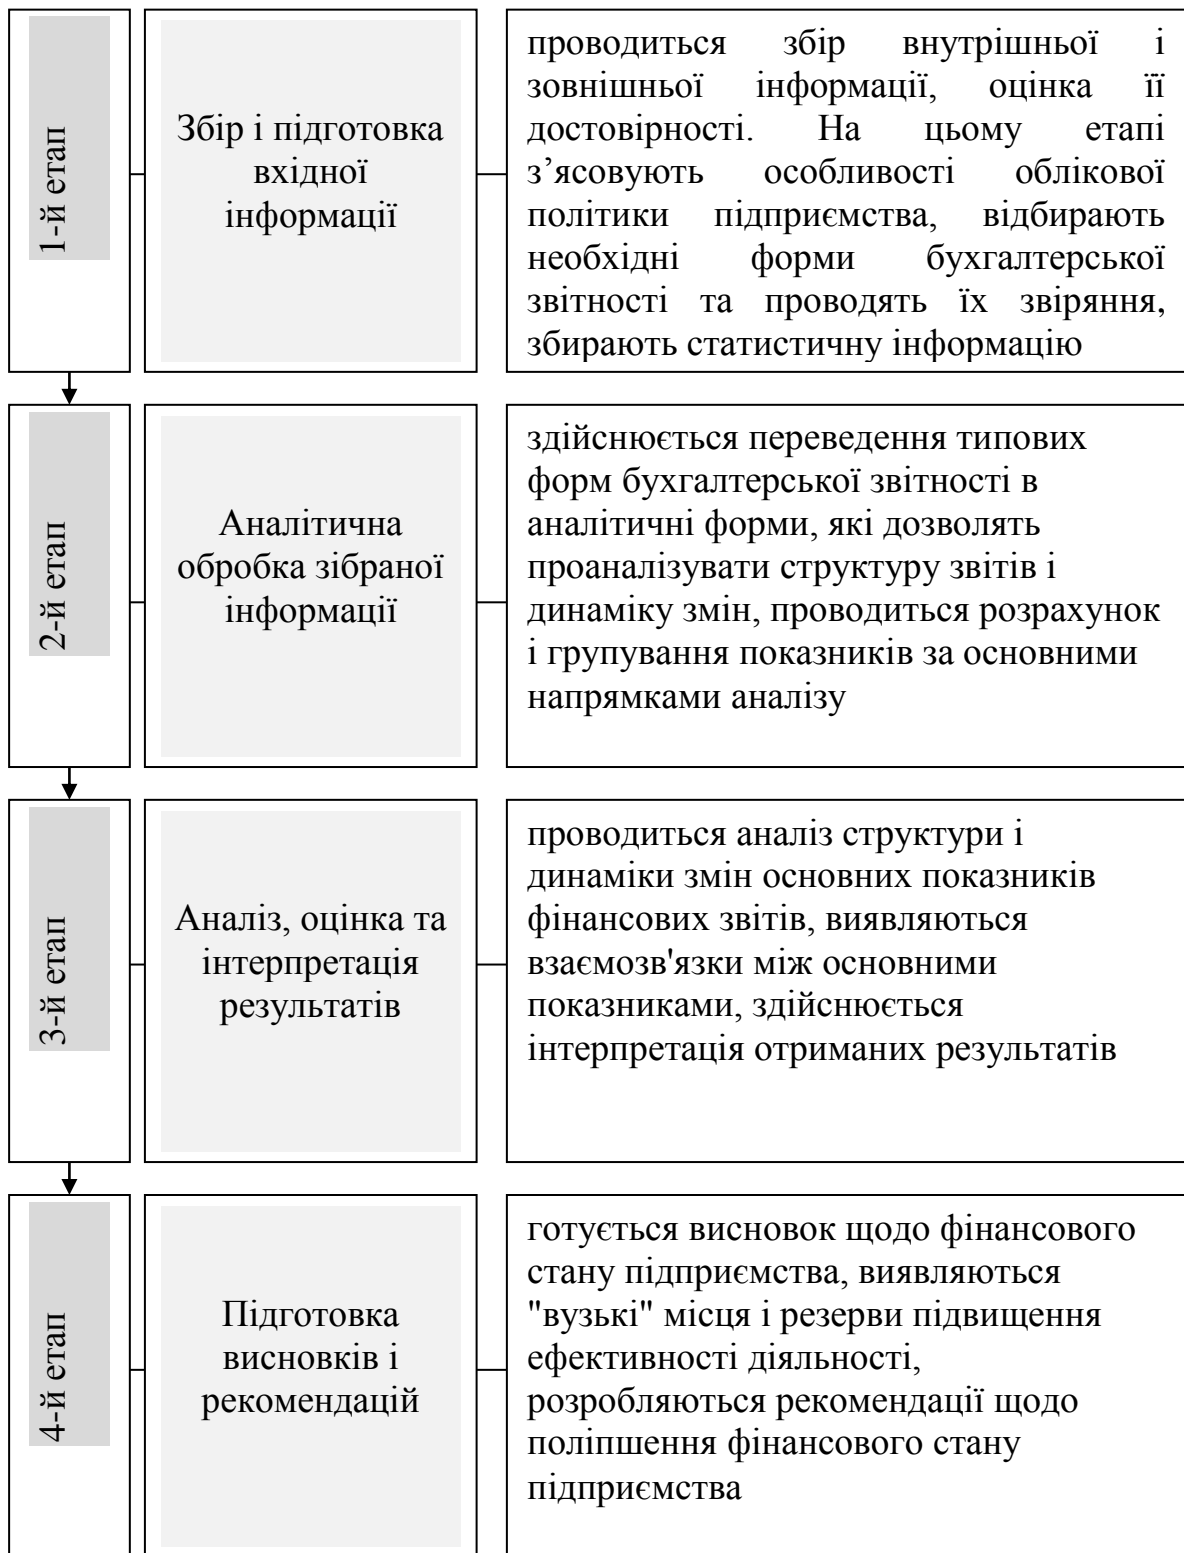 1-й етап
Збір і підготовка
вхідної
інформації
проводиться збір внутрішньої і
зовнішньої інформації, оцінка її
достовірності. На цьому етапі
з’ясовують особливості облікової
політики підприємства, відбирають
необхідні форми бухгалтерської
звітності та проводять їх звіряння,
збирають статистичну інформацію
2-й етап
Аналітична
обробка зібраної
інформації
здійснюється переведення типових
форм бухгалтерської звітності в
аналітичні форми, які дозволять
проаналізувати структуру звітів і
динаміку змін, проводиться розрахунок
і групування показників за основними
напрямками аналізу
3-й етап
Аналіз, оцінка та
інтерпретація
результатів
проводиться аналіз структури і
динаміки змін основних показників
фінансових звітів, виявляються
взаємозв'язки між основними
показниками, здійснюється
інтерпретація отриманих результатів
4-й етап
Підготовка
висновків і
рекомендацій
готується висновок щодо фінансового
стану підприємства, виявляються
"вузькі" місця і резерви підвищення
ефективності діяльності,
розробляються рекомендації щодо
поліпшення фінансового стану
підприємства